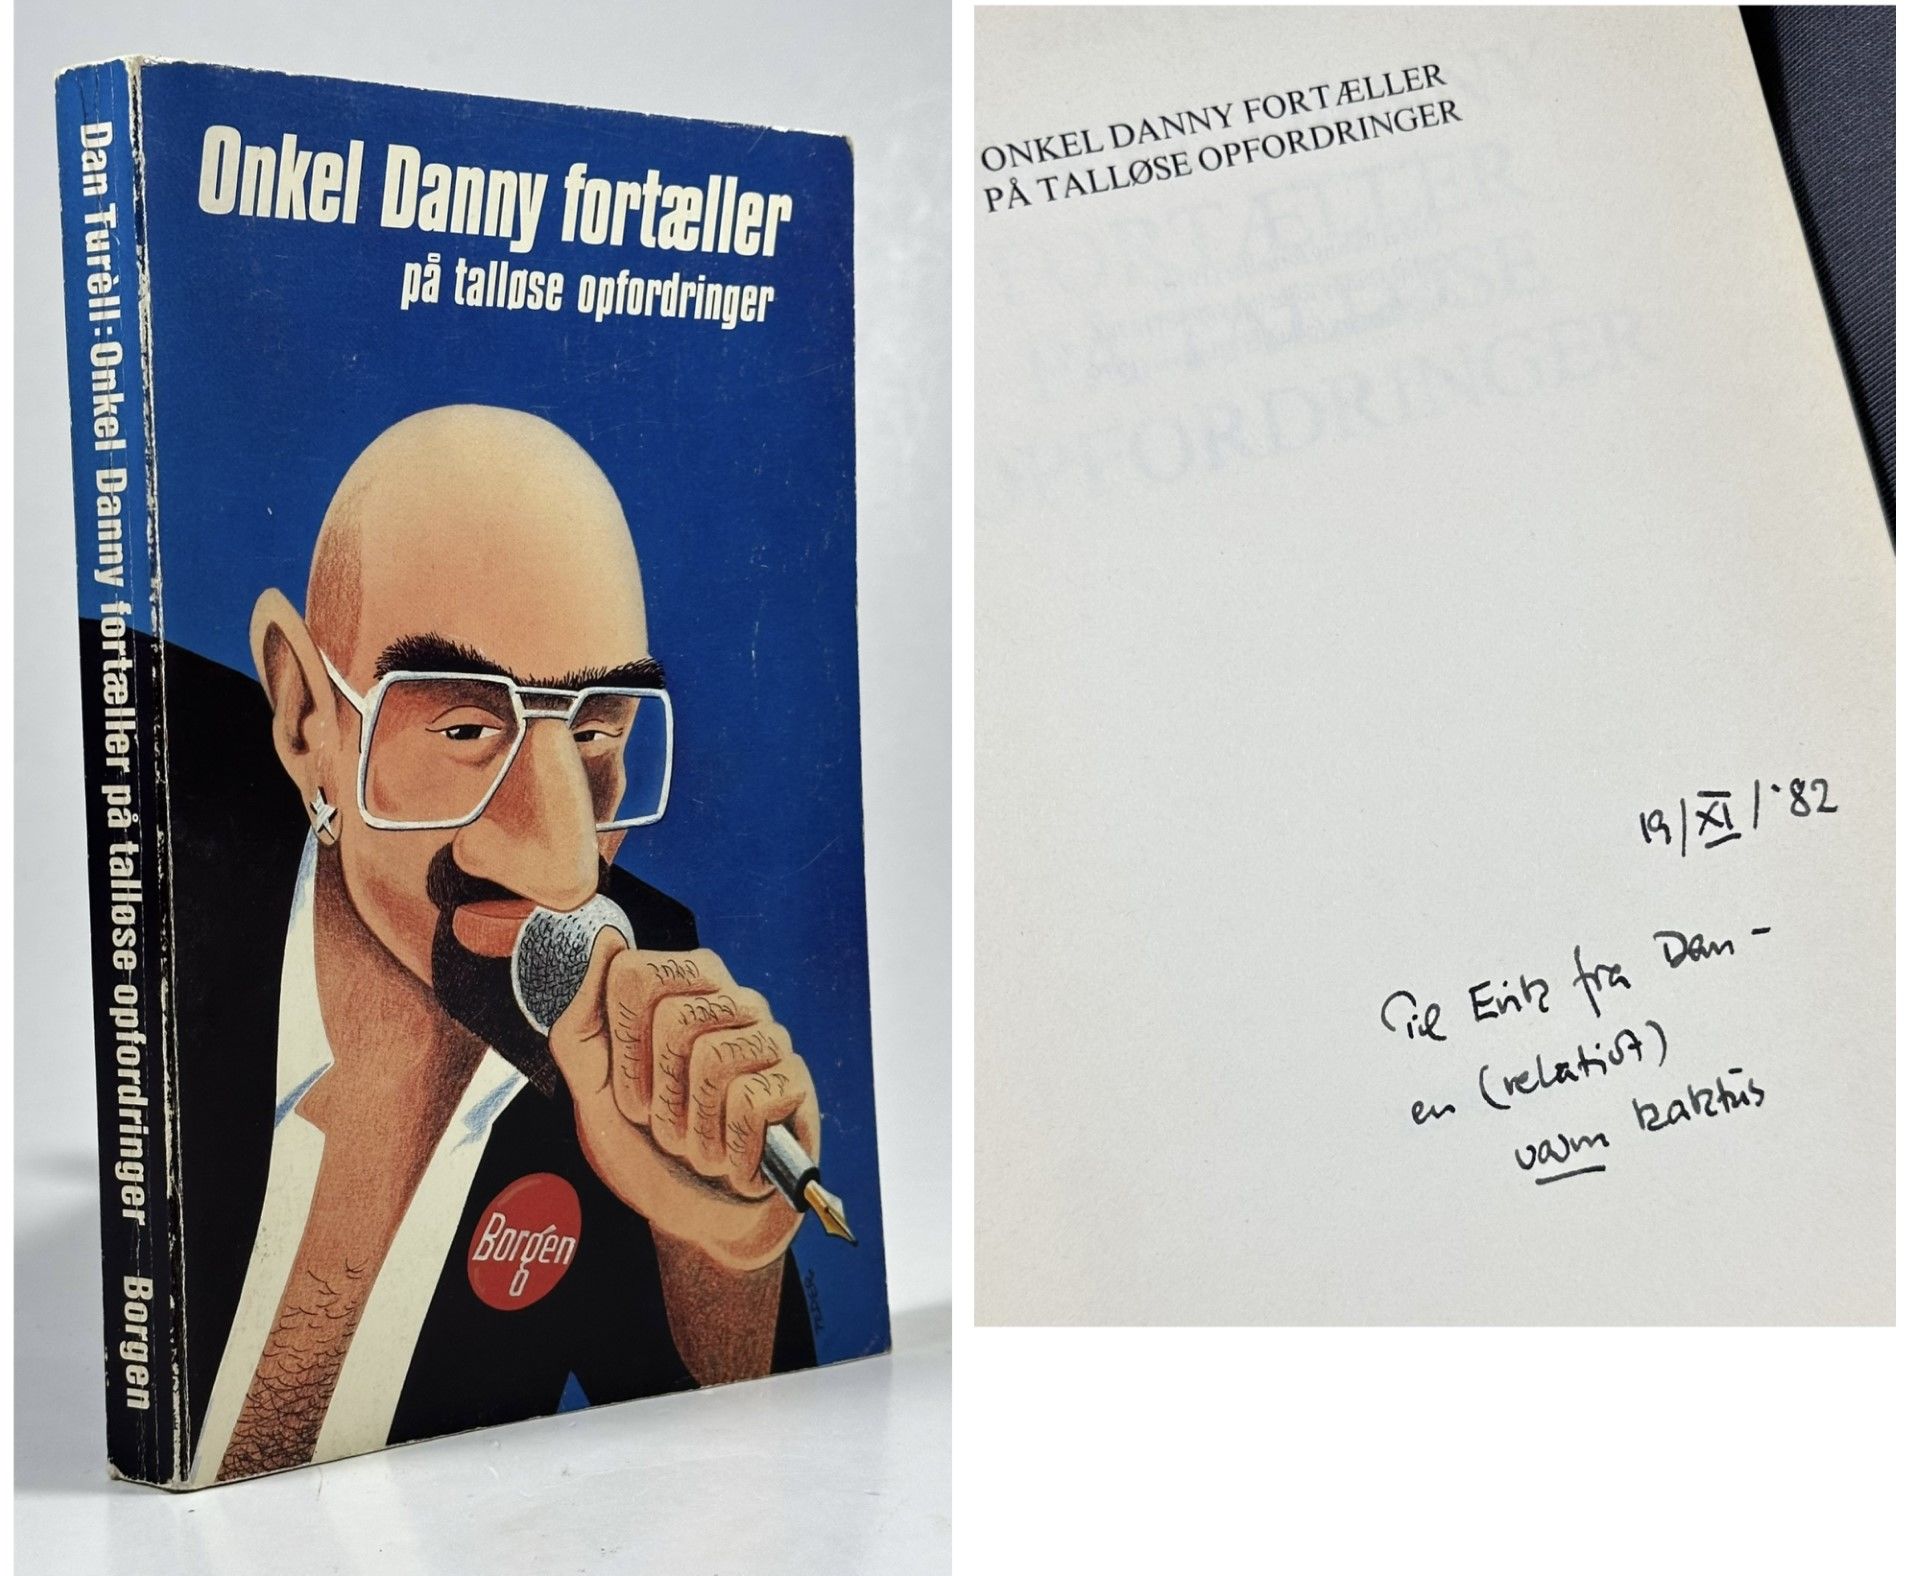 Onkel Danny fortæller
på talløse opfordringer
Dan Turèll: Onkel Danny fortæller på talløse opfordringer Borgen
Borgen
ONKEL DANNY FORTÆLLER
PÅ TALLØSE OPFORDRINGER
19/XI/'82
Til fra Dan -
en (relativt)
varm kaktus